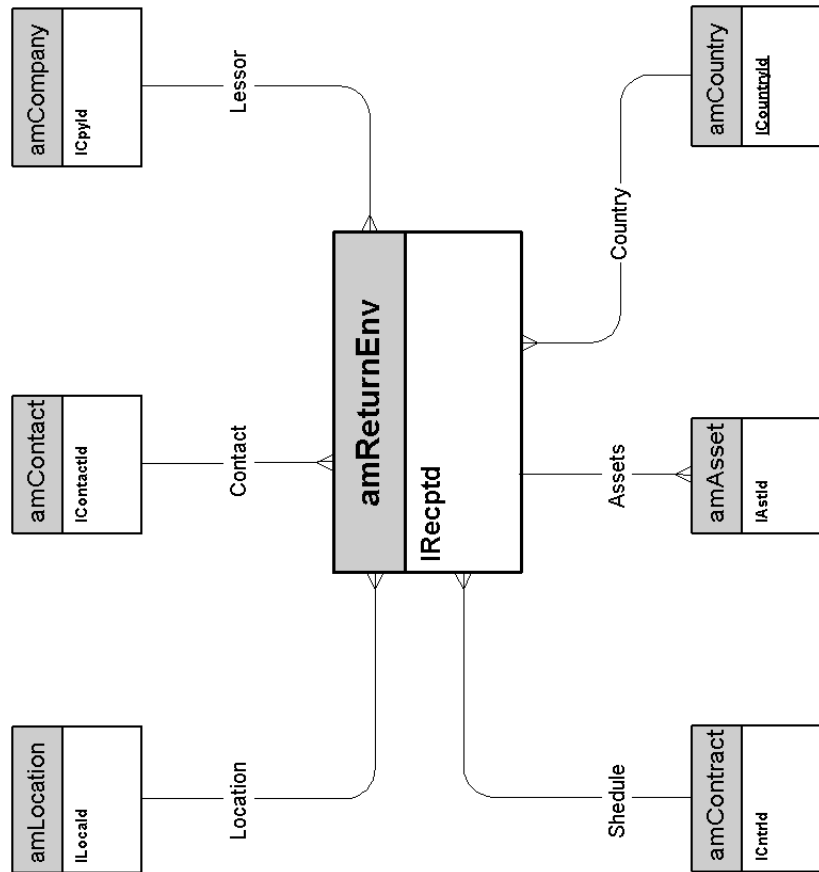 amLocation
lLocaId
amContact
lContactId
amCompany
lCpyId
Location
Contact
Lessor
amReturnEnv
lRecptd
Shedule
Assets
Country
amContract
lCntrId
amAsset
lAstId
amCountry
lCountryId